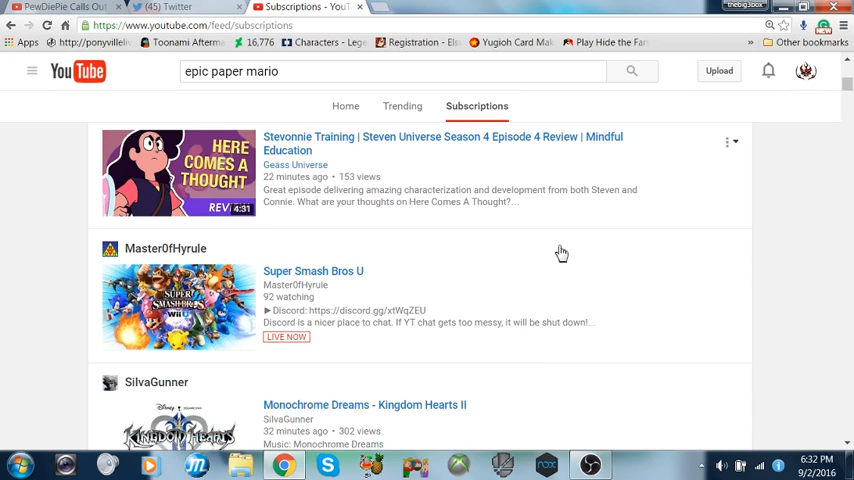 thebig3box
PewDiePie Calls Out
(45) Twitter
Subscriptions - YouT
https://www.youtube.com/feed/subscriptions
Apps
http://ponyvilleliv
Toonami Afterma
16,776
Characters - Lege
Registration - Els
Yugioh Card Mak
Play Hide the Fan
»
Other bookmarks
YouTube
epic paper mario
Upload
Home
Trending
Subscriptions
HERE
COMES A
THOUGHT
REVI
4:31
Stevonnie Training | Steven Universe Season 4 Episode 4 Review | Mindful
Education
Geass Universe
22 minutes ago • 153 views
Great episode delivering amazing characterization and development from both Steven and
Connie. What are your thoughts on Here Comes A Thought?...
Master0fHyrule
SUPER
SMASH BROS
Wii U
Super Smash Bros U
Master0fHyrule
92 watching
►Discord: https://discord.gg/xtWqZEU
Discord is a nicer place to chat. If YT chat gets too messy, it will be shut down!...
LIVE NOW
SilvaGunner
Disney
KINGDOM HEARTS
Monochrome Dreams - Kingdom Hearts II
SilvaGunner
32 minutes ago • 302 views
Music: Monochrome Dreams
nox
6:32 PM
9/2/2016